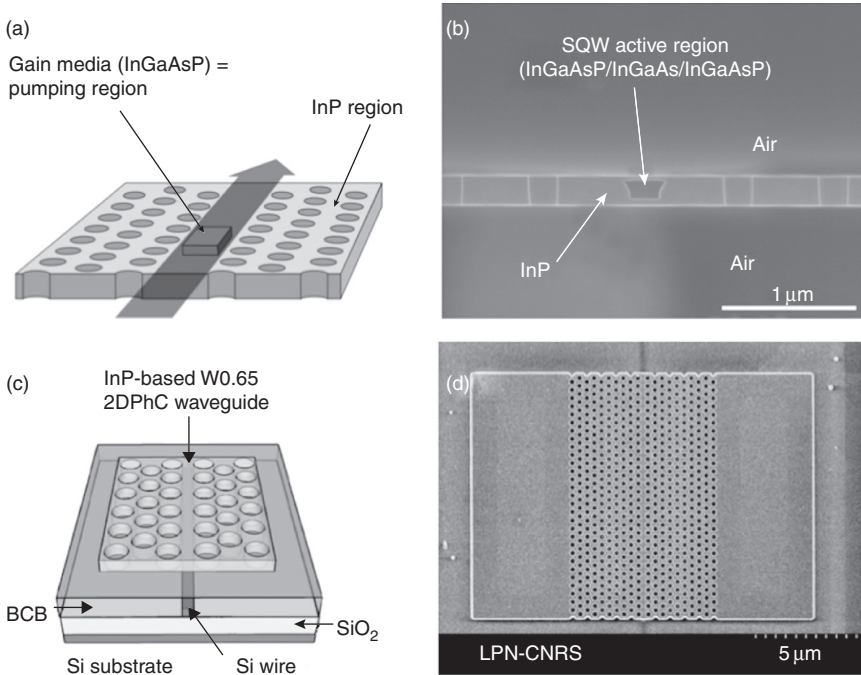 (a)
Gain media (InGaAsP) =
pumping region
InP region
(b)
SQW active region
(InGaAsP/InGaAs/InGaAsP)
Air
InP
Air
1 μm
(c)
InP-based W0.65
2DPhC waveguide
BCB
SiO₂
Si substrate
Si wire
(d)
LPN-CNRS
5 μm